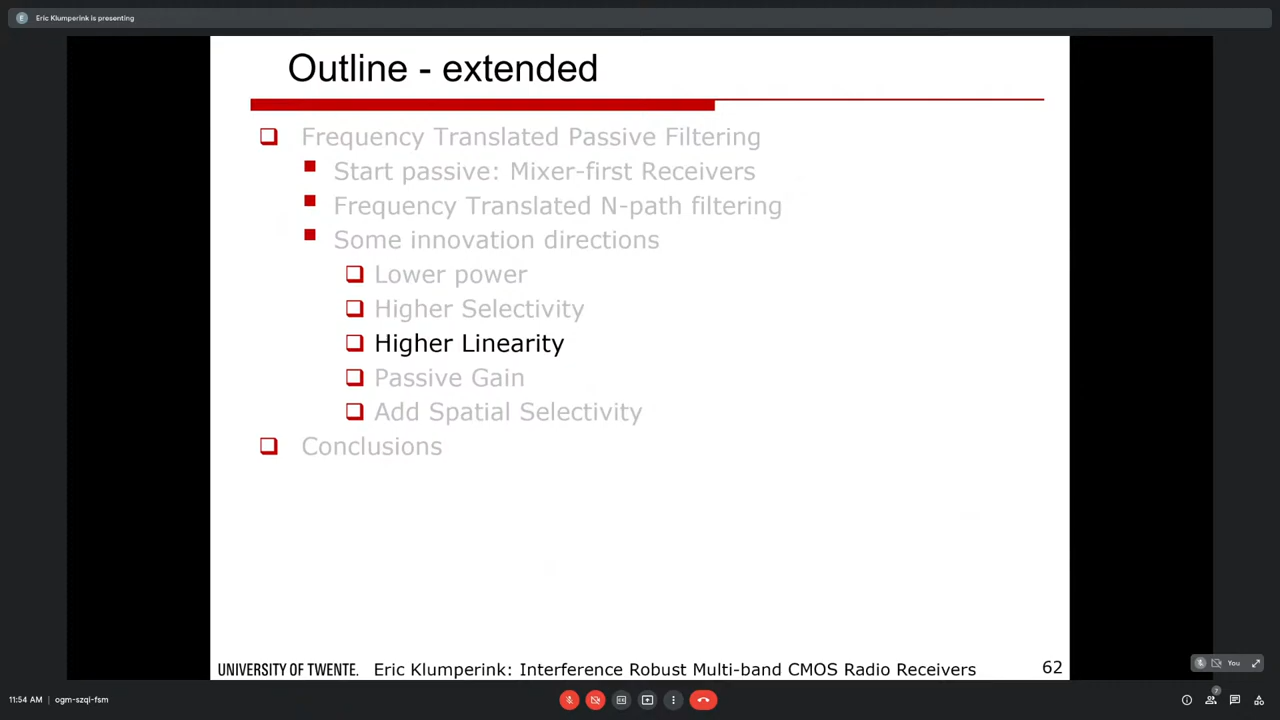 E Eric Klumperink is presenting
Outline - extended
Frequency Translated Passive Filtering
Start passive: Mixer-first Receivers
Frequency Translated N-path filtering
Some innovation directions
Lower power
Higher Selectivity
Higher Linearity
Passive Gain
Add Spatial Selectivity
Conclusions
UNIVERSITY OF TWENTE. Eric Klumperink: Interference Robust Multi-band CMOS Radio Receivers 62
You
11:54 AM ogm-szqi-fsm
7